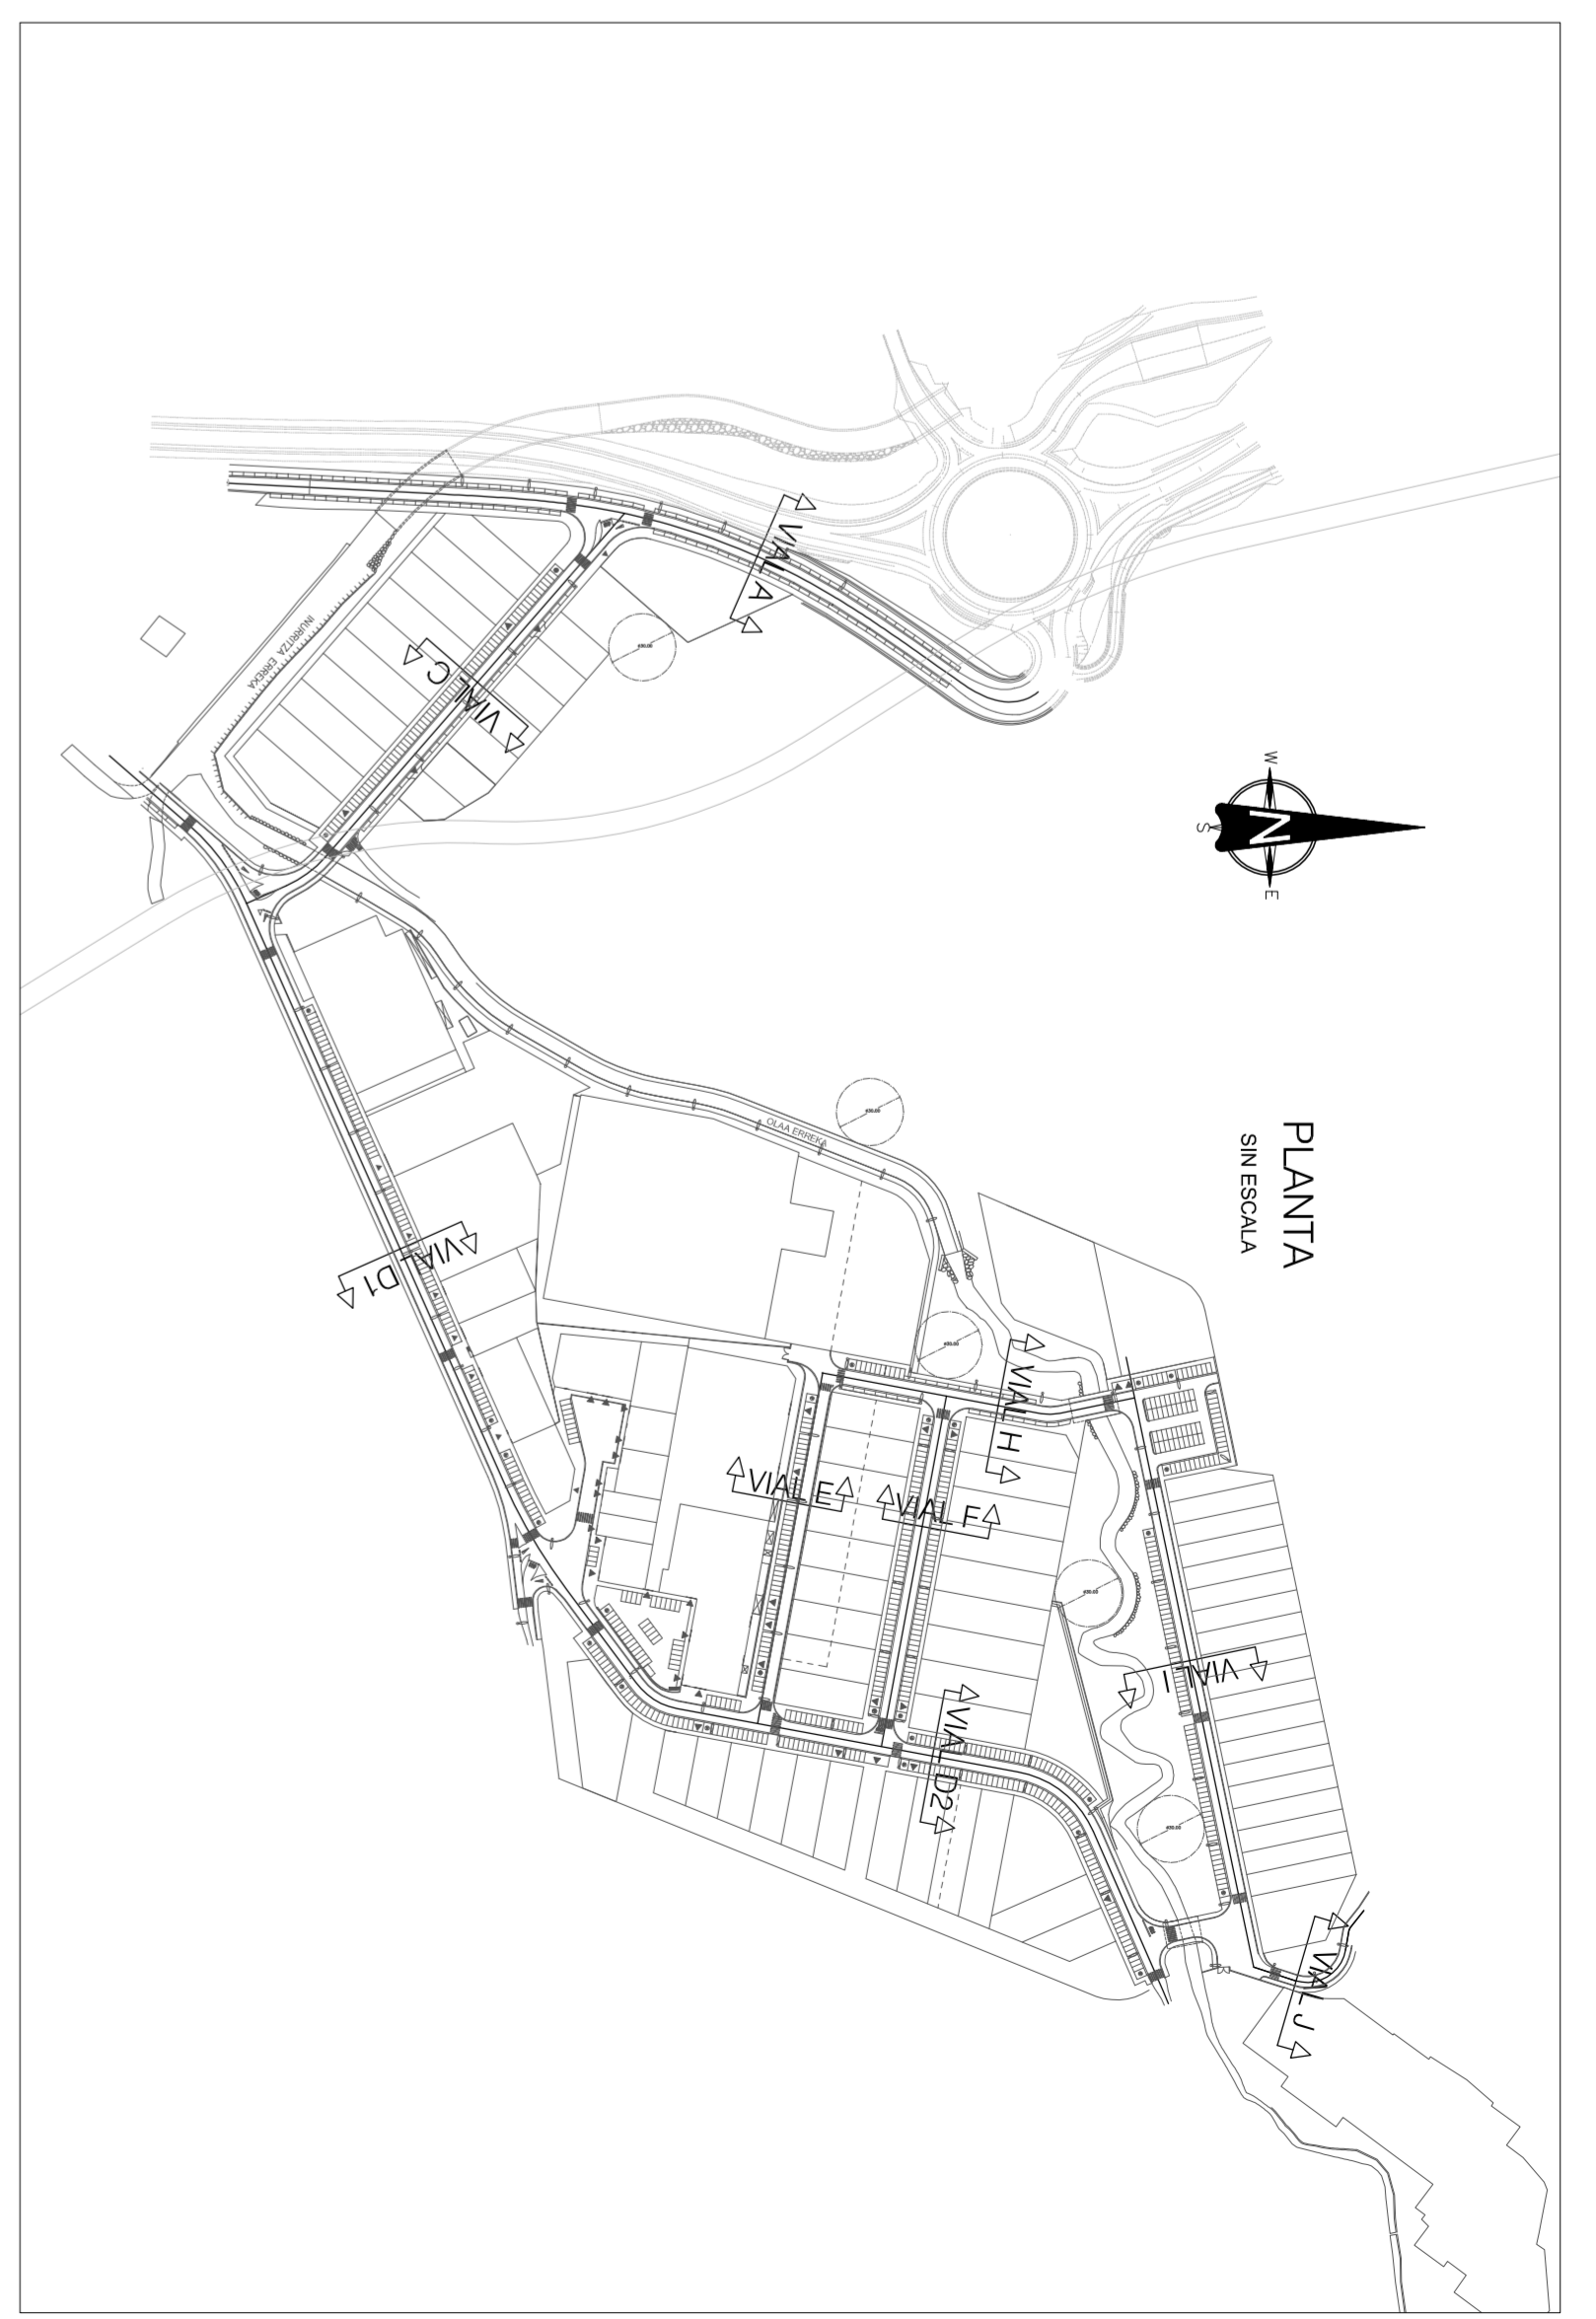 VIAL A
INURRITZA ERREKA
VIAL C
W
N
S
E
OLAA ERREKA
PLANTA
SIN ESCALA
VIAL D1
VIAL H
VIAL E
VIAL F
VIAL I
VIAL D2
VIAL J